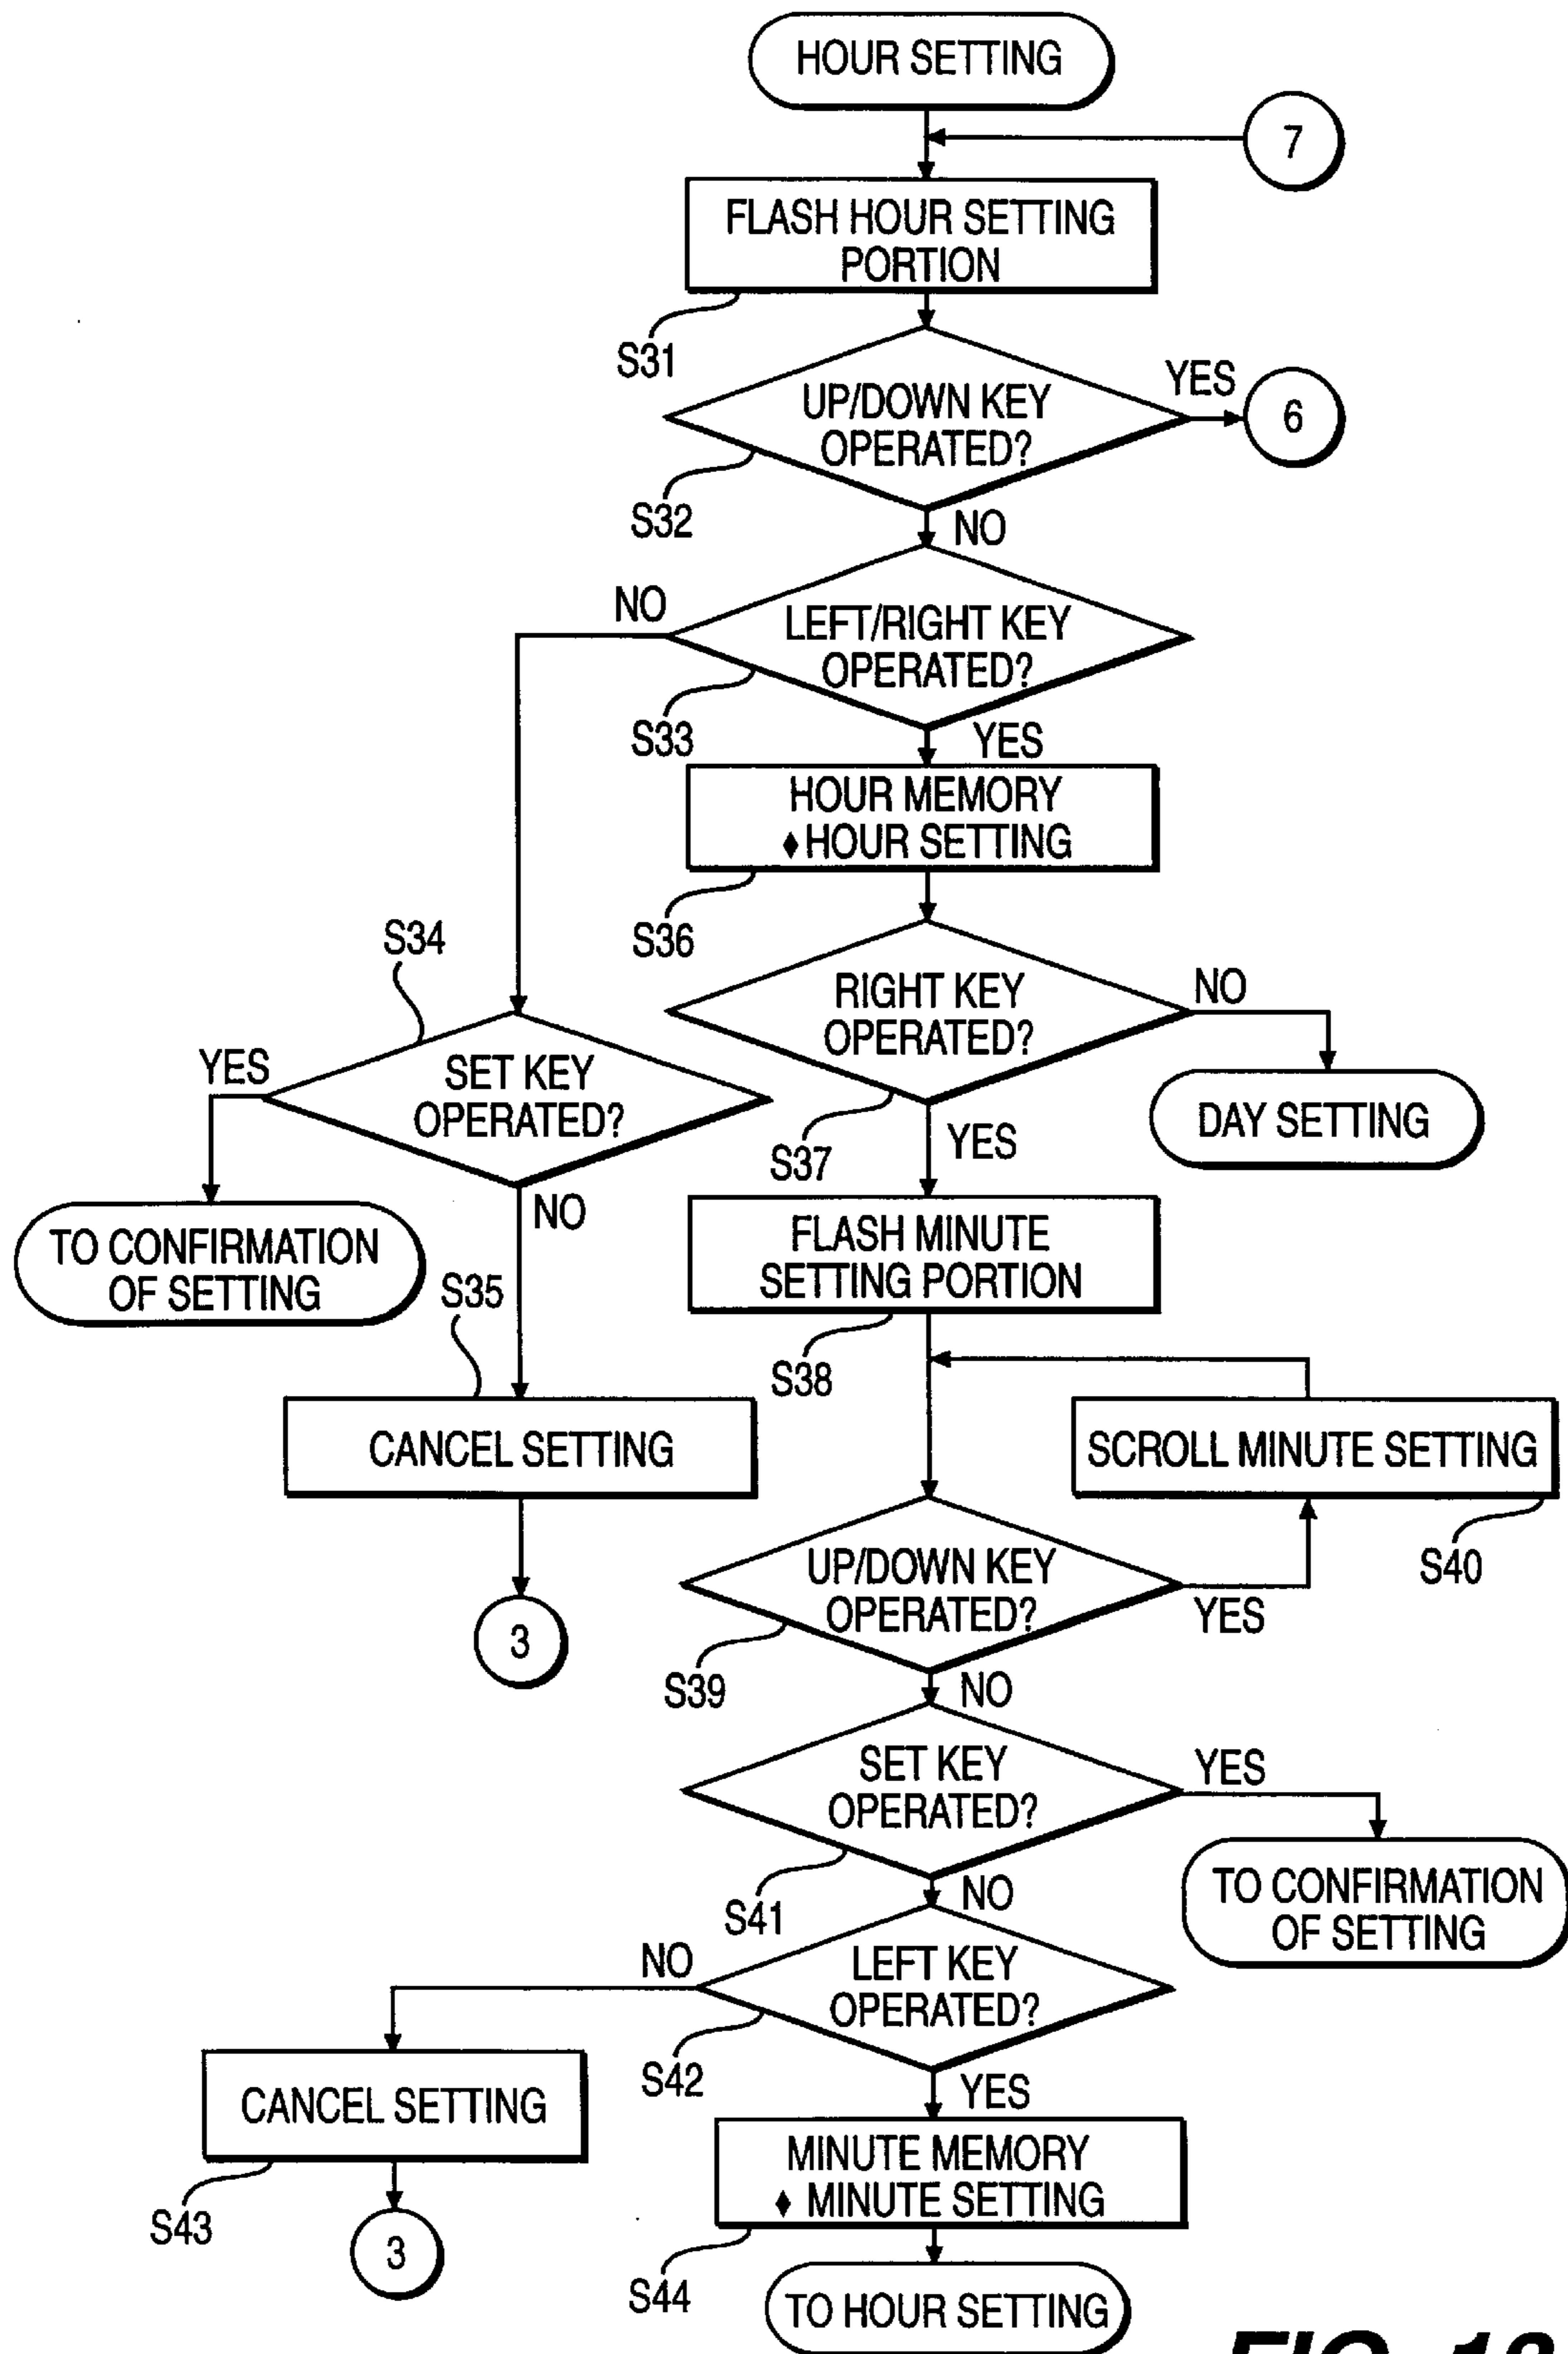 HOUR SETTING
7
FLASH HOUR SETTING
PORTION
S31
UP/DOWN KEY
OPERATED?
YES
6
S32
NO
LEFT/RIGHT KEY
OPERATED?
NO
S33
YES
HOUR MEMORY
♦ HOUR SETTING
S36
S34
RIGHT KEY
OPERATED?
NO
DAY SETTING
S37
YES
SET KEY
OPERATED?
YES
TO CONFIRMATION
OF SETTING
NO
S35
CANCEL SETTING
3
FLASH MINUTE
SETTING PORTION
S38
SCROLL MINUTE SETTING
S40
UP/DOWN KEY
OPERATED?
YES
S39
NO
SET KEY
OPERATED?
YES
TO CONFIRMATION
OF SETTING
S41
NO
LEFT KEY
OPERATED?
NO
S42
CANCEL SETTING
S43
3
YES
MINUTE MEMORY
♦ MINUTE SETTING
S44
TO HOUR SETTING